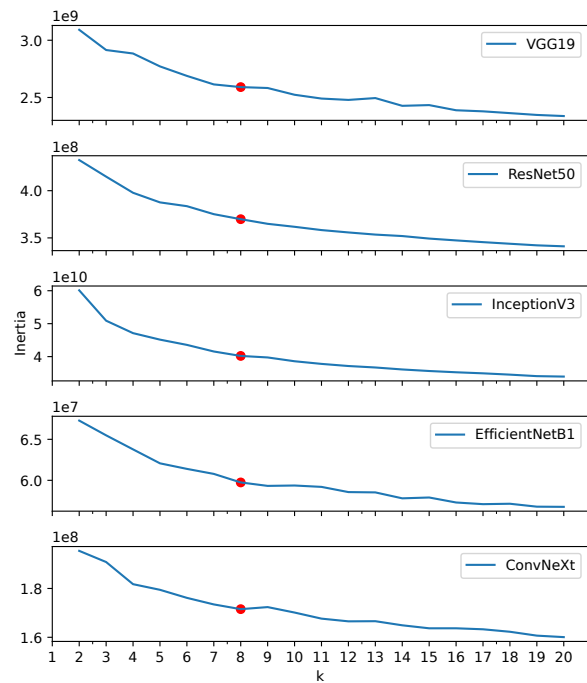 1e9
3.0
2.5
VGG19
1e8
4.0
3.5
ResNet50
1e10
6
5
4
InceptionV3
Inertia
1e7
6.5
6.0
EfficientNetB1
1e8
1.8
1.6
ConvNeXt
1 2 3 4 5 6 7 8 9 10 11 12 13 14 15 16 17 18 19 20
k